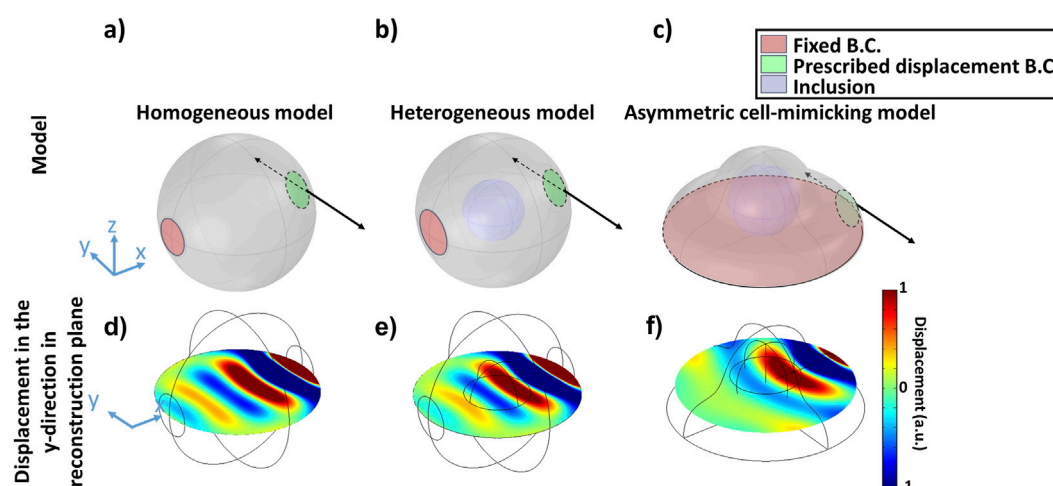 a)
b)
c)
Fixed B.C.
Prescribed displacement B.C
Inclusion
Homogeneous model
Heterogeneous model
Asymmetric cell-mimicking model
Model
z
y
x
d)
e)
f)
Displacement in the
y-direction in
reconstruction plane
y
1
0
Displacement (a.u.)